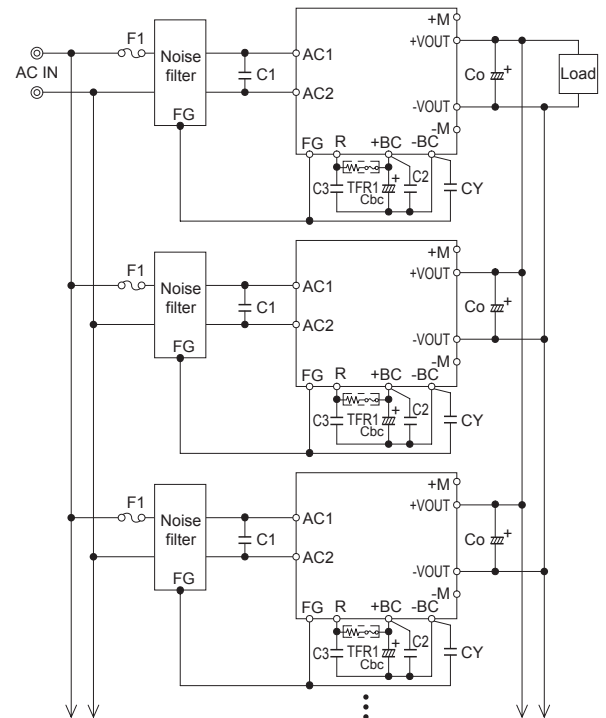 +M
F1
+VOUT
Noise filter
AC1
AC IN
C1
Co
+
Load
AC2
-VOUT
FG
-M
FG R +BC -BC
C3
TFR1
+
C2
Cbc
CY
+M
F1
+VOUT
Noise filter
AC1
C1
Co
+
AC2
-VOUT
FG
-M
FG R +BC -BC
C3
TFR1
+
C2
Cbc
CY
+M
F1
+VOUT
Noise filter
AC1
C1
Co
+
AC2
-VOUT
FG
-M
FG R +BC -BC
C3
TFR1
+
C2
Cbc
CY